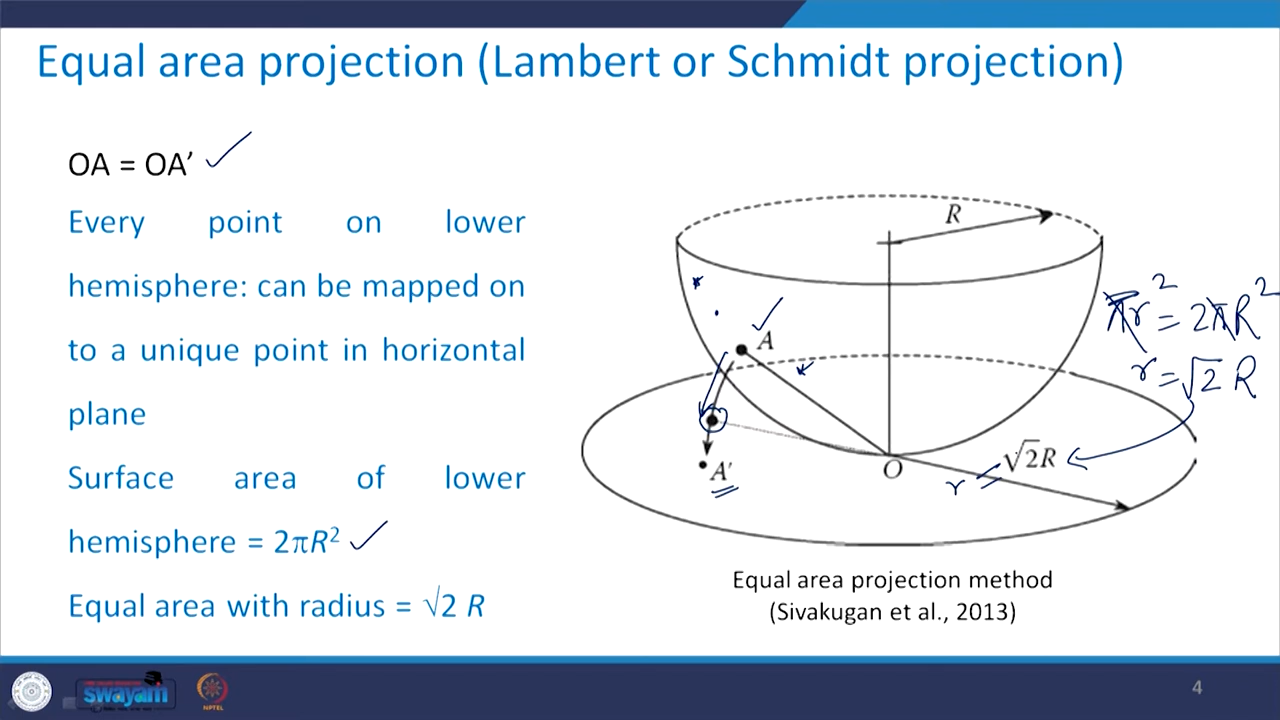 Equal area projection (Lambert or Schmidt projection)
OA = OA′
Every point on lower
hemisphere: can be mapped on
to a unique point in horizontal
plane
Surface area of lower
hemisphere = 2πR²
Equal area with radius = √2 R
R
A
A′
O
r = √2R
πr² = 2πR²
r = √2 R
Equal area projection method
(Sivakugan et al., 2013)
swayam
NPTEL
4